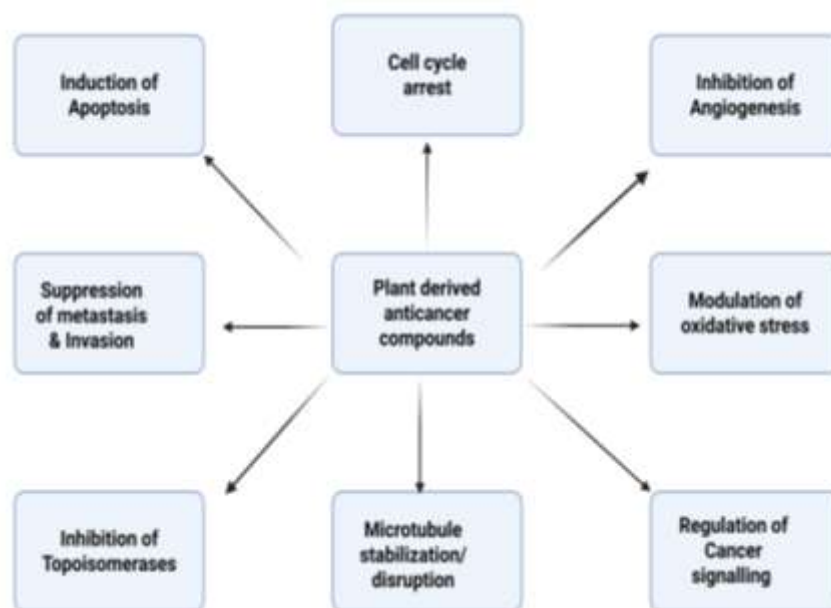 Induction of
Apoptosis
Cell cycle
arrest
Inhibition of
Angiogenesis
Suppression
of metastasis
& Invasion
Plant derived
anticancer
compounds
Modulation of
oxidative stress
Inhibition of
Topoisomerases
Microtubule
stabilization/
disruption
Regulation of
Cancer
signalling